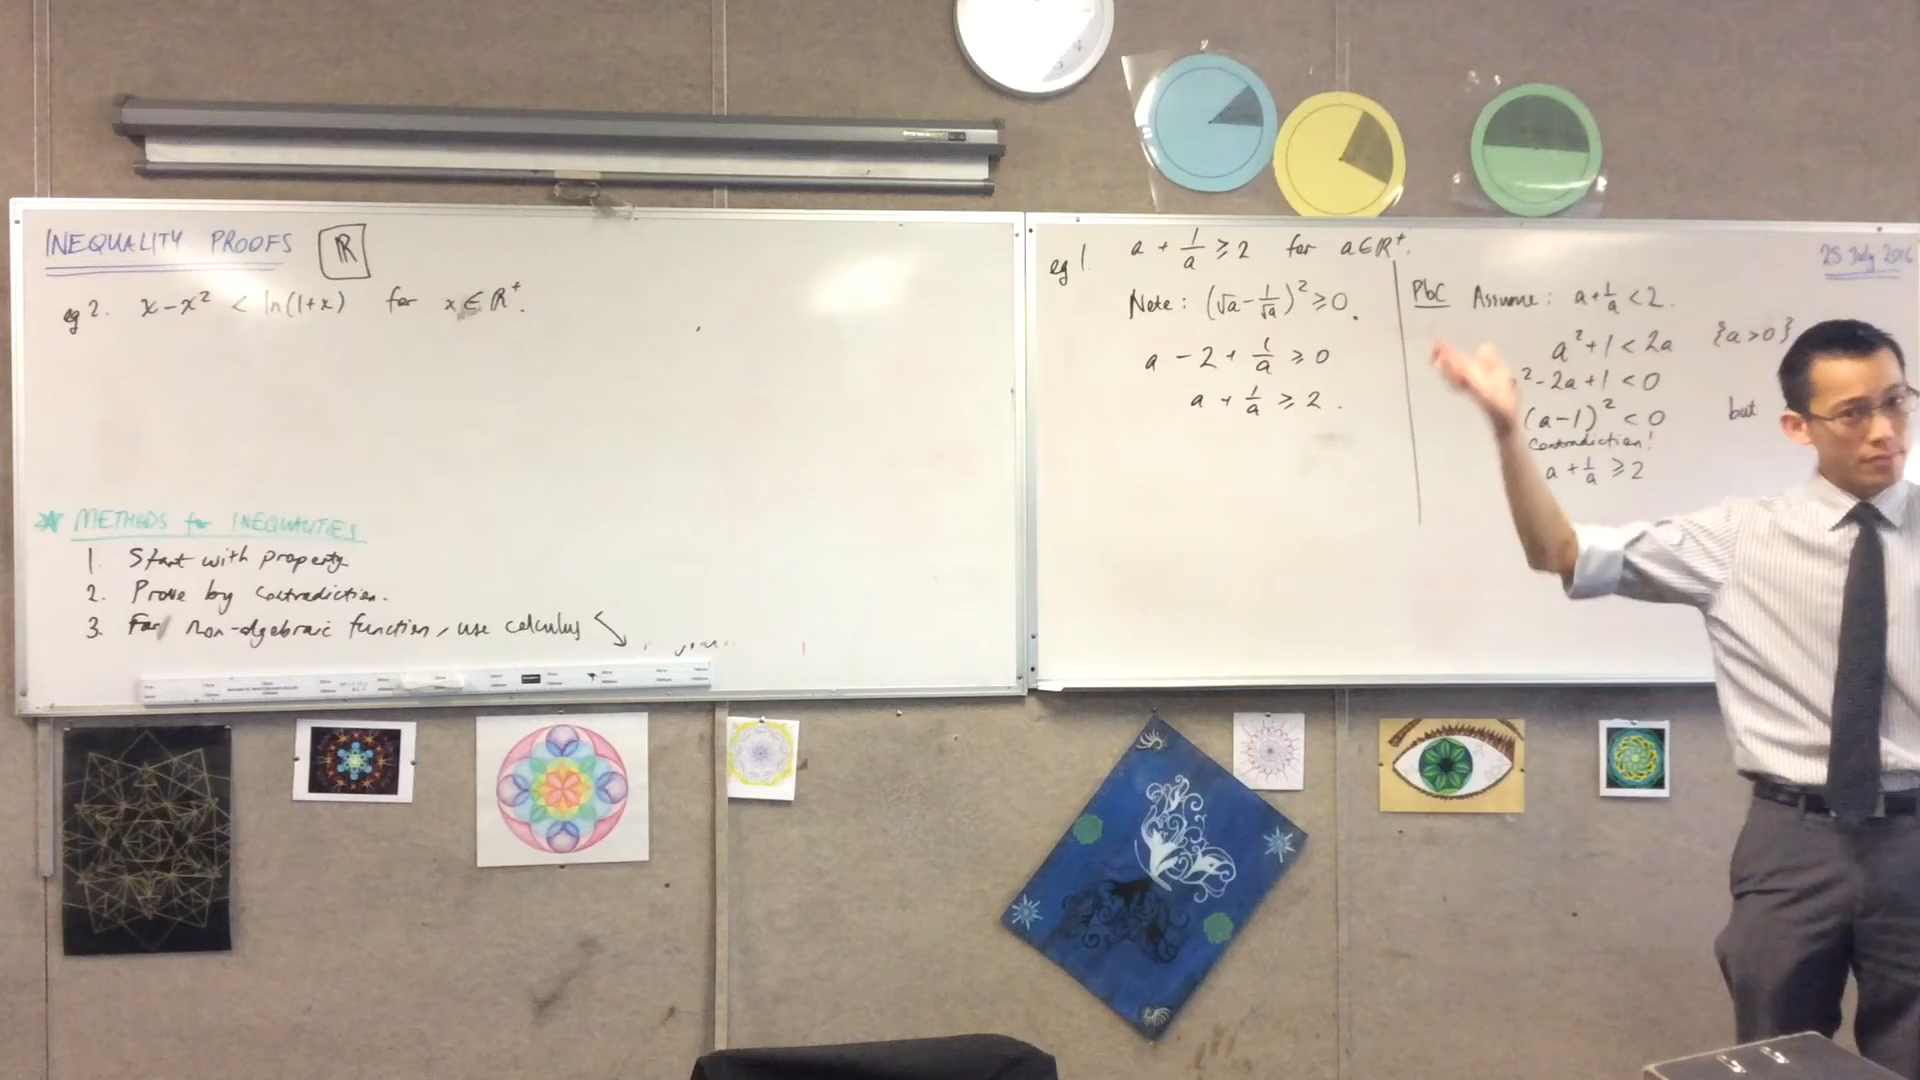 INEQUALITY PROOFS ℝ
eg 2. x - x² < ln(1+x) for x ∈ ℝ⁺.
* METHODS for INEQUALITIES
1. Start with property
2. Prove by contradiction.
3. For non-algebraic function, use calculus ↘
eg 1. a + 1/a ≥ 2 for a ∈ ℝ⁺.
Note: (√a - 1/√a)² ≥ 0.
a - 2 + 1/a ≥ 0
a + 1/a ≥ 2.
25 July 2016
PbC Assume: a + 1/a < 2.
a² + 1 < 2a {a>0}
² - 2a + 1 < 0
(a-1)² < 0 but
Contradiction!
a + 1/a ≥ 2